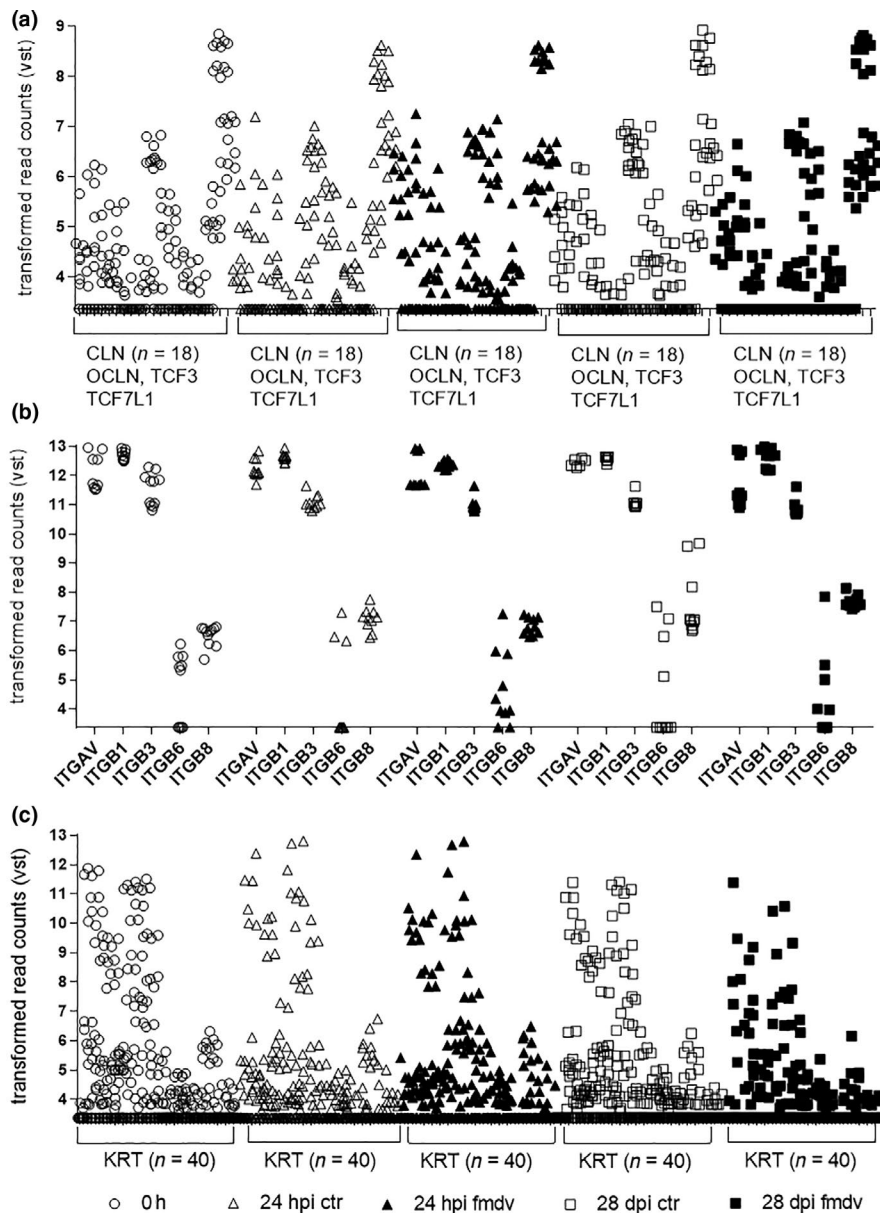 (a)
transformed read counts (vst)
9
8
7
6
5
4
CLN (n = 18) CLN (n = 18) CLN (n = 18) CLN (n = 18) CLN (n = 18)
OCLN, TCF3 OCLN, TCF3 OCLN, TCF3 OCLN, TCF3 OCLN, TCF3
TCF7L1 TCF7L1 TCF7L1 TCF7L1 TCF7L1
(b)
transformed read counts (vst)
13
12
11
10
9
8
7
6
5
4
ITGAV ITGB1 ITGB3 ITGB6 ITGB8 ITGAV ITGB1 ITGB3 ITGB6 ITGB8 ITGAV ITGB1 ITGB3 ITGB6 ITGB8 ITGAV ITGB1 ITGB3 ITGB6 ITGB8 ITGAV ITGB1 ITGB3 ITGB6 ITGB8
(c)
transformed read counts (vst)
13
12
11
10
9
8
7
6
5
4
KRT (n = 40) KRT (n = 40) KRT (n = 40) KRT (n = 40) KRT (n = 40)
0 h 24 hpi ctr 24 hpi fmdv 28 dpi ctr 28 dpi fmdv